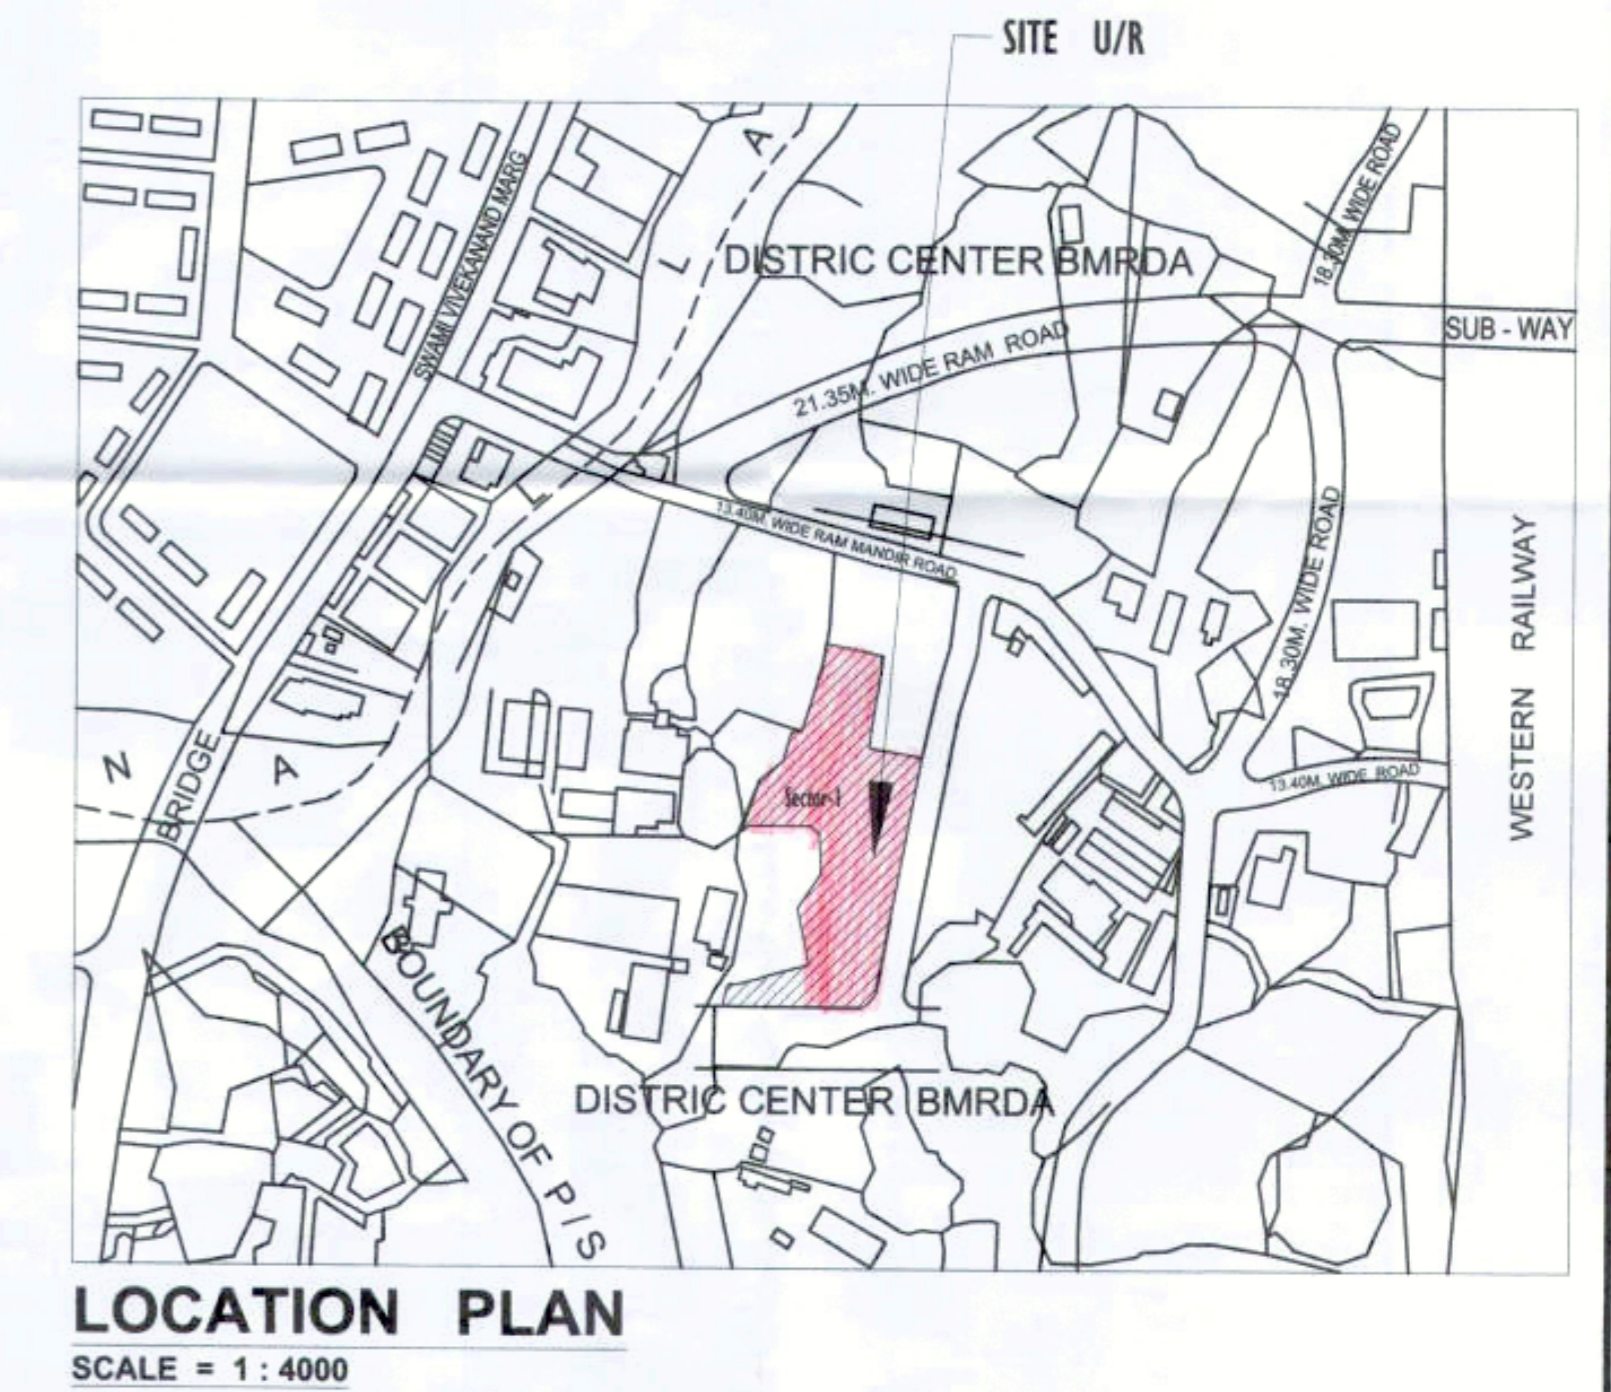 SITE U/R
A
L
SWAMI VIVEKANAND MARG
18.30M. WIDE ROAD
DISTRIC CENTER BMRDA
SUB - WAY
21.35M. WIDE RAM ROAD
L
13.40M. WIDE RAM MANDIR ROAD
18.30M. WIDE ROAD
WESTERN RAILWAY
N
BRIDGE
A
Sector-1
13.40M. WIDE ROAD
BOUNDARY OF P/S
DISTRIC CENTER BMRDA
LOCATION PLAN
SCALE = 1 : 4000